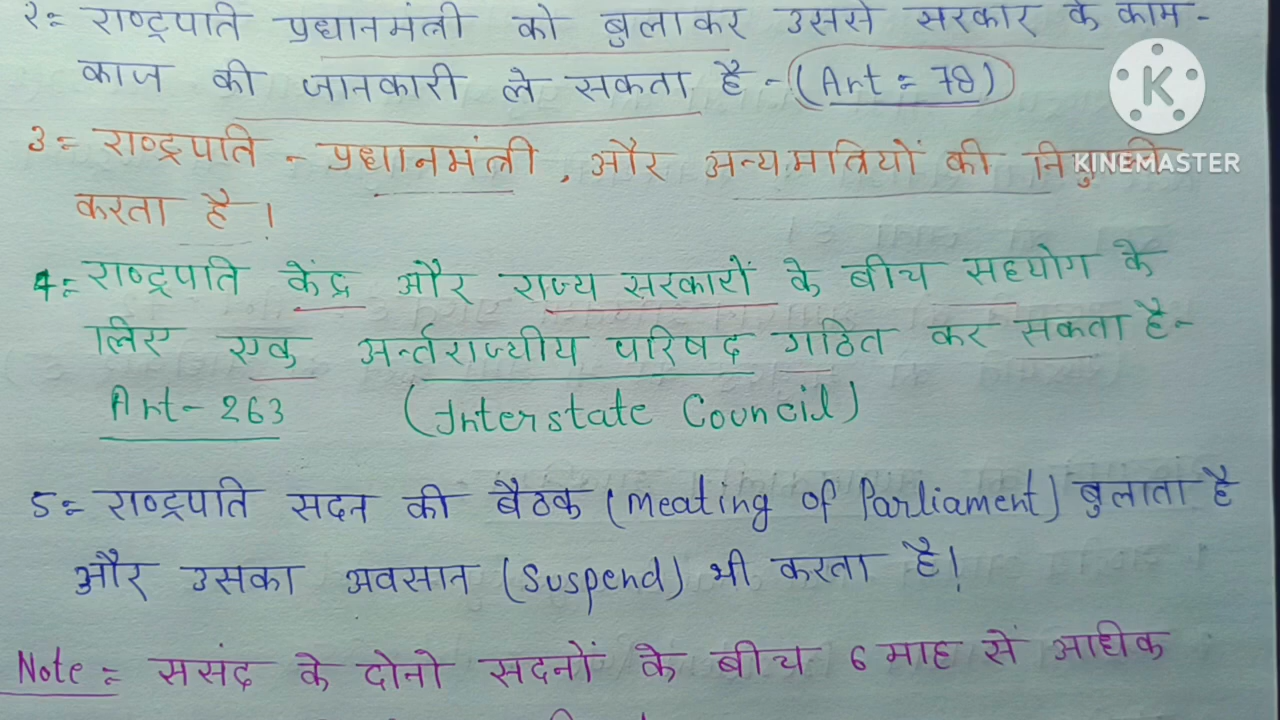 २= राष्ट्रपति प्रधानमंत्री को बुलाकर उससे सरकार के काम-
काज की जानकारी ले सकता है - (Art = 78)
3= राष्ट्रपति - प्रधानमंत्री, और अन्यमत्रियों की
करता है।
4= राष्ट्रपति केंद्र और राज्य सरकारों के बीच सहयोग के
लिए एक अर्न्तराज्यीय परिषद गठित कर सकता है-
Art- 263 (Interstate Council)
5= राष्ट्रपति सदन की बैठक (Meating of Parliament) बुलाता है
और उसका अवसान (Suspend) भी करता है!
Note = ससंद के दोनो सदनों के बीच 6 माह से अधिक
K
KINEMASTER